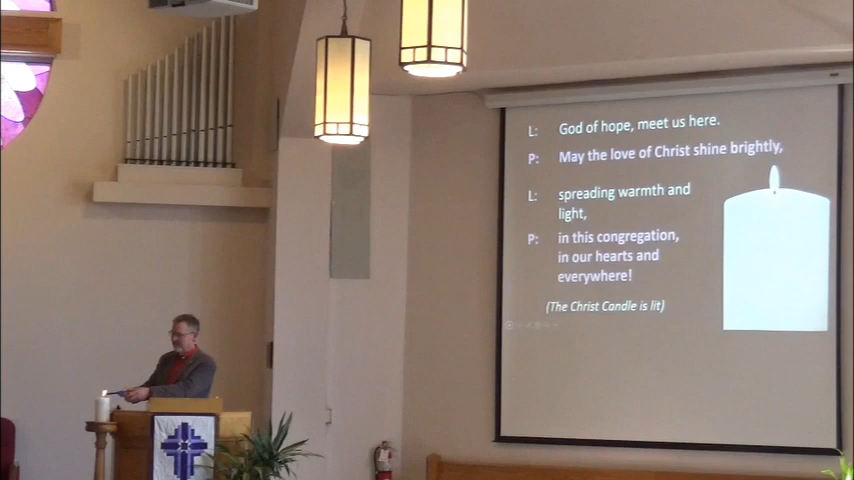 L: God of hope, meet us here.
P: May the love of Christ shine brightly,
L: spreading warmth and
light,
P: in this congregation,
in our hearts and
everywhere!
(The Christ Candle is lit)